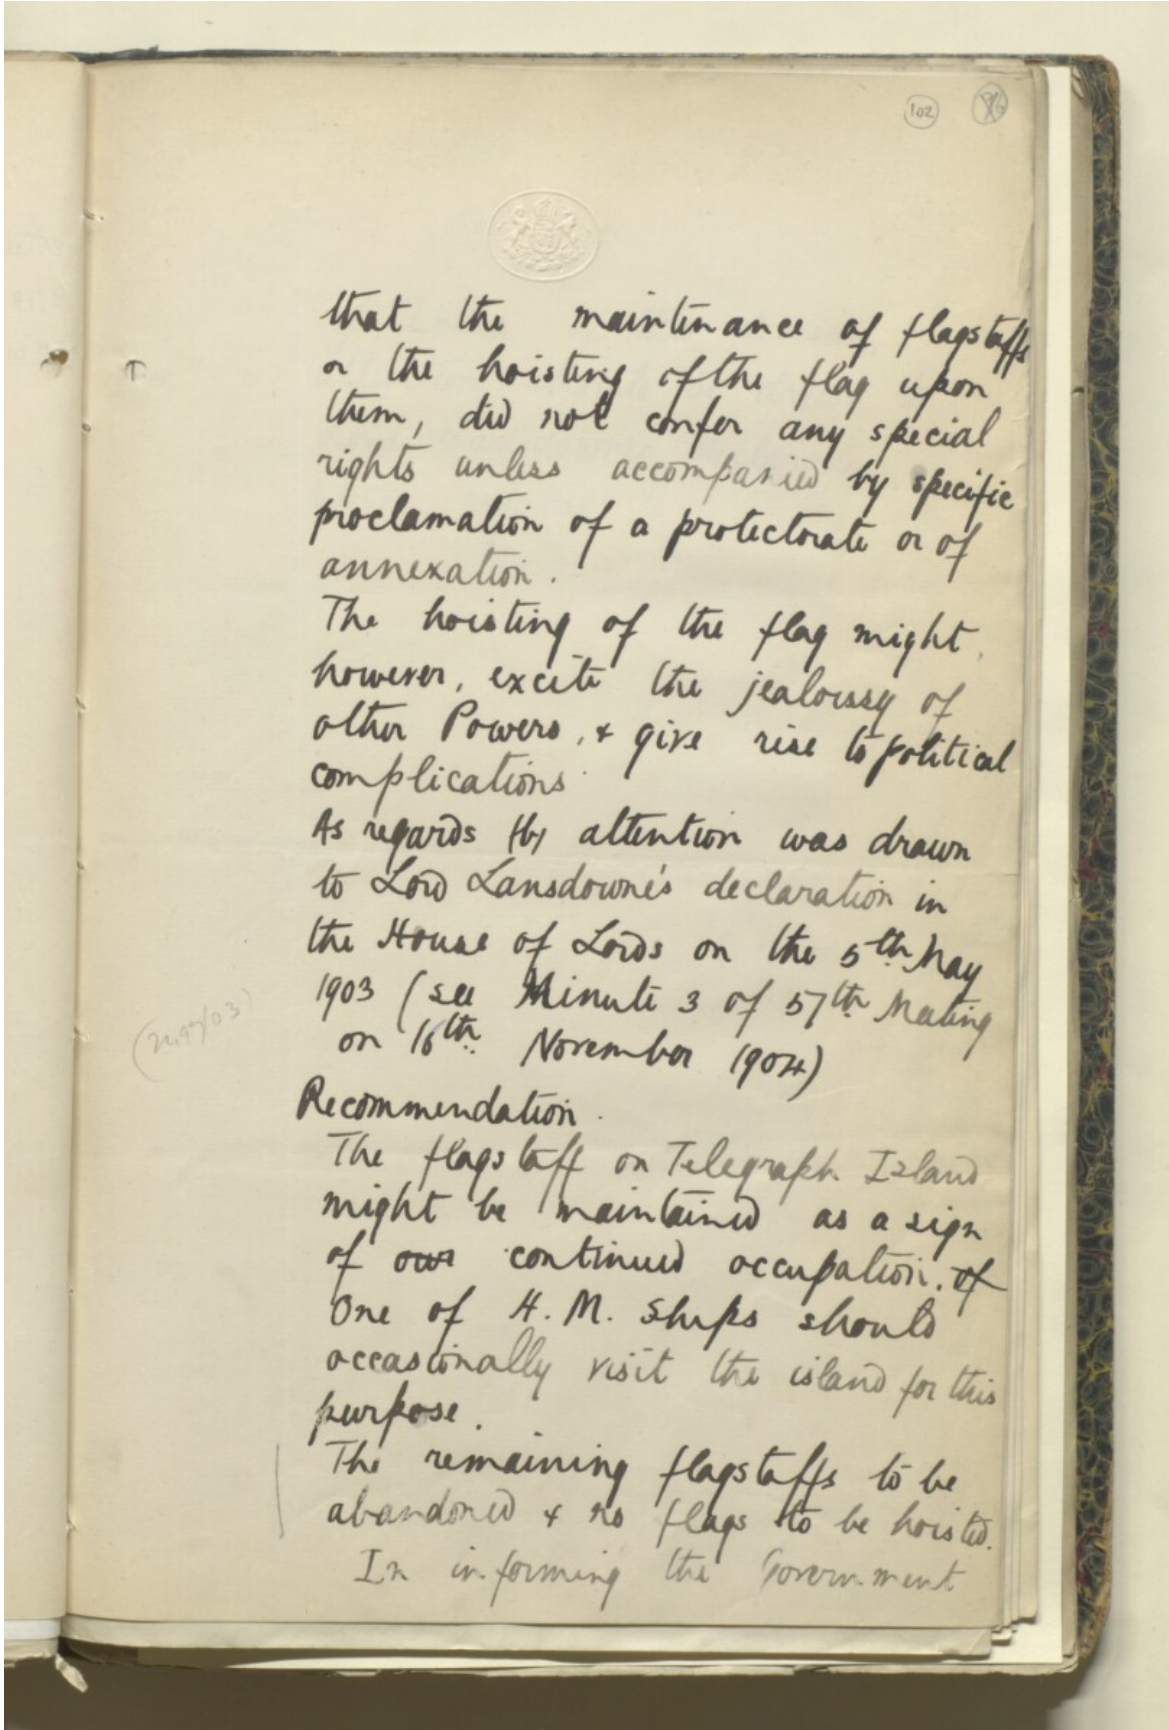 102
that the maintenance of flagstaffs
or the hoisting of the flag upon
them, did not confer any special
rights unless accompanied by specific
proclamation of a protectorate or of
annexation.
The hoisting of the flag might,
however, excite the jealousy of
other Powers, & give rise to political
complications.
As regards (b) attention was drawn
to Lord Lansdowne's declaration in
the House of Lords on the 5th May
1903 (see Minute 3 of 57th Meeting
on 16th November 1904)
Recommendation.
The flagstaff on Telegraph Island
might be maintained as a sign
of our continued occupation. of
One of H. M. Ships should
occasionally visit the island for this
purpose.
The remaining flagstaffs to be
abandoned & no flags to be hoisted.
In informing the Government